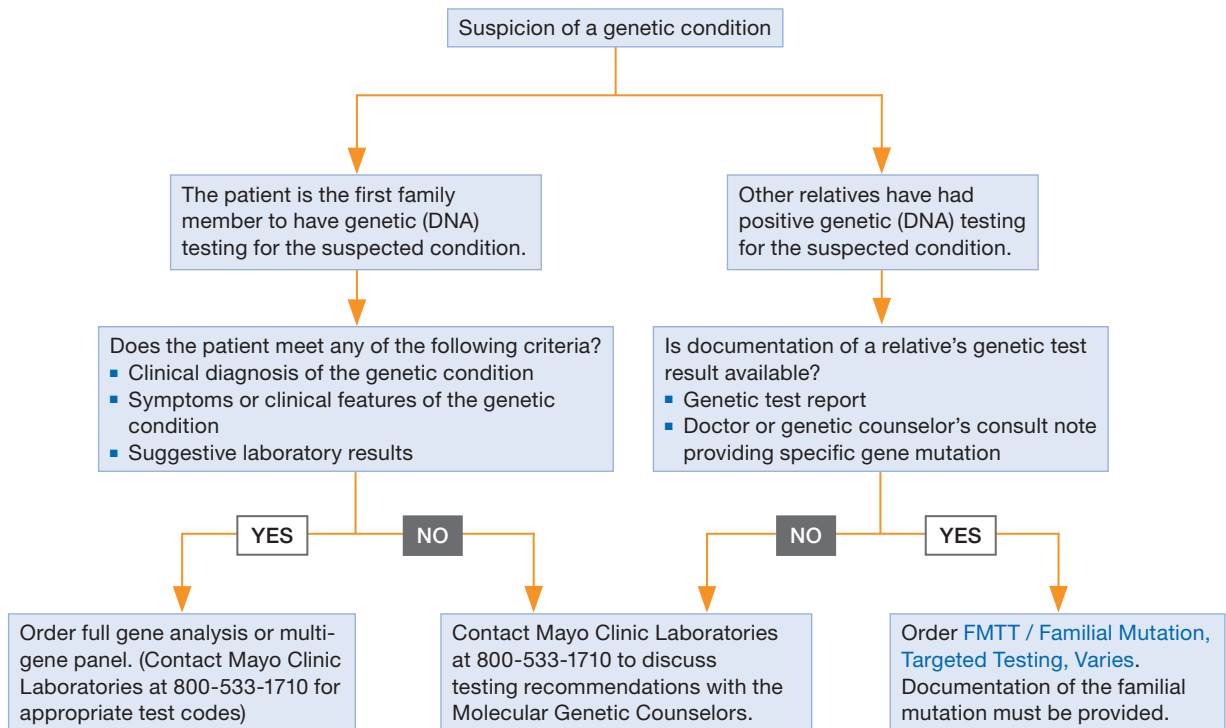 Suspicion of a genetic condition
The patient is the first family
member to have genetic (DNA)
testing for the suspected condition.
Other relatives have had
positive genetic (DNA) testing
for the suspected condition.
Does the patient meet any of the following criteria?
■ Clinical diagnosis of the genetic condition
■ Symptoms or clinical features of the genetic
condition
■ Suggestive laboratory results
Is documentation of a relative's genetic test
result available?
■ Genetic test report
■ Doctor or genetic counselor's consult note
providing specific gene mutation
YES
NO
NO
YES
Order full gene analysis or multi-
gene panel. (Contact Mayo Clinic
Laboratories at 800-533-1710 for
appropriate test codes)
Contact Mayo Clinic Laboratories
at 800-533-1710 to discuss
testing recommendations with the
Molecular Genetic Counselors.
Order FMTT / Familial Mutation,
Targeted Testing, Varies.
Documentation of the familial
mutation must be provided.